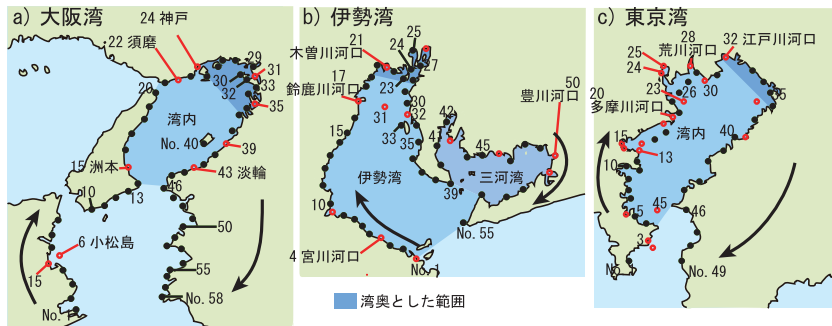 a) 大阪湾
24 神戸
22 須磨
20
29
31
30
33
32
35
湾内
No.40
39
15 洲本
43 淡輪
10
13
46
50
6 小松島
15
55
No.58
No.1
b) 伊勢湾
25
木曽川河口
21
24
27
17
23
鈴鹿川河口
30
32
31
33
35
15
42
41
45
豊川河口
50
伊勢湾
三河湾
39
10
No.55
4 宮川河口
No.1
湾奥とした範囲
c) 東京湾
28
荒川河口
32 江戸川河口
25
24
23
26
30
35
多摩川河口
20
15
湾内
40
13
15
45
46
3
No.1
No.49